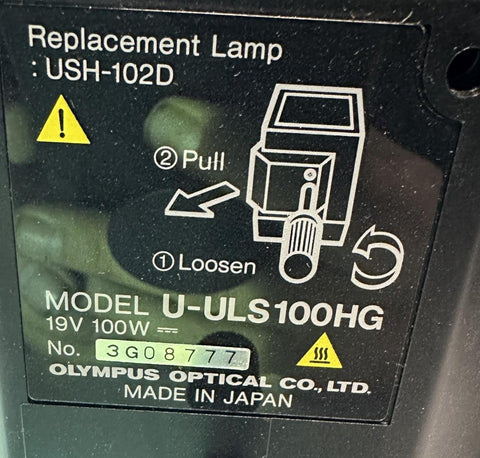 Replacement Lamp
: USH-102D
② Pull
① Loosen
MODEL U-ULS100HG
19V 100W ⎓
No. 3G08777
OLYMPUS OPTICAL CO., LTD.
MADE IN JAPAN